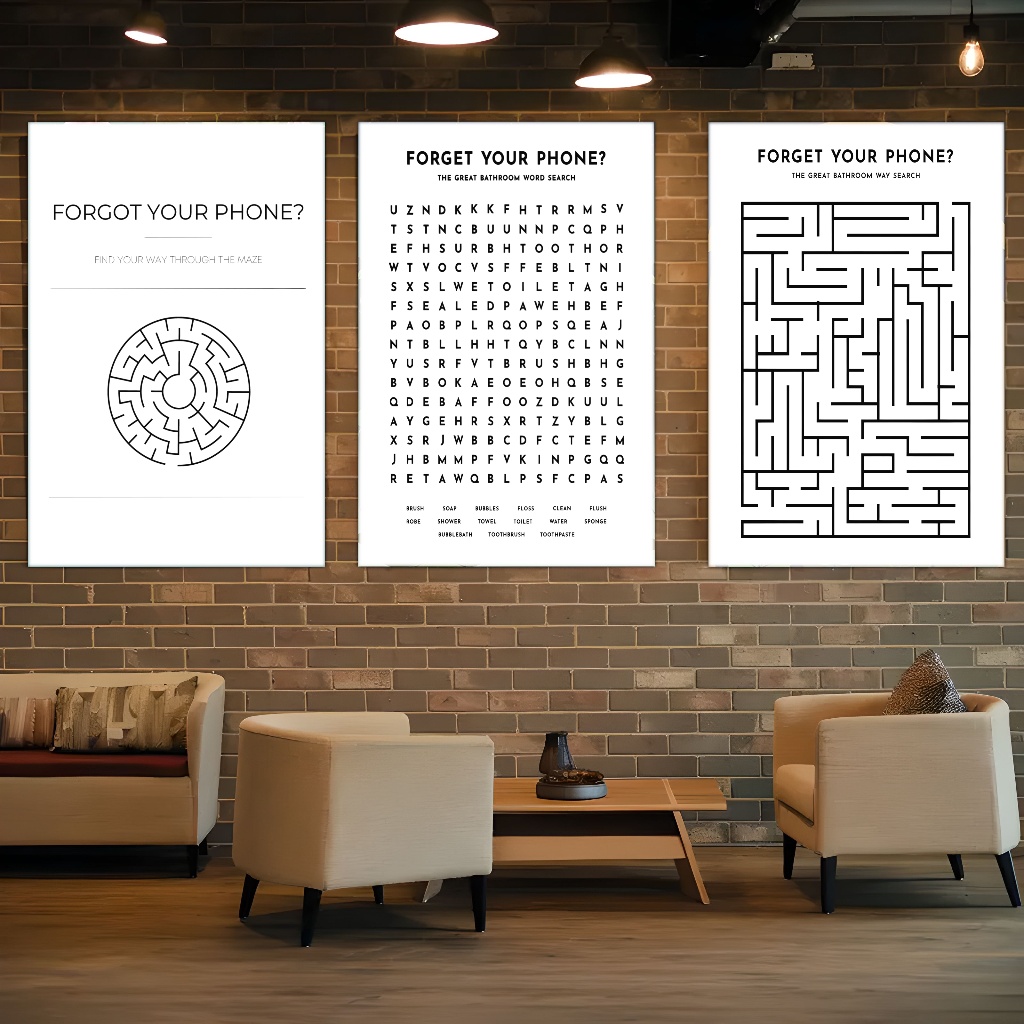 FORGOT YOUR PHONE?
FIND YOUR WAY THROUGH THE MAZE
FORGET YOUR PHONE?
THE GREAT BATHROOM WORD SEARCH
U Z N D K K K F H T R R M S V
T S T N C B U U N N P C Q P H
E F H S U R B H T O O T H O R
W T V O C V S F F E B L T N I
S X S L W E T O I L E T A G H
F S E A L E D P A W E H B E F
P A O B P L R Q O P S Q E A J
N T B L L H H T Q Y B C L N N
Y U S R F V T B R U S H B H G
B V B O K A E O E O H Q B S E
Q D E B A F F O O Z D K U U L
A Y G E H R S X R T Z Y B L G
X S R J W B B C D F C T E F M
J H B M M P F V K I N P G Q Q
R E T A W Q B L P S F C P A S
BRUSH SOAP BUBBLES FLOSS CLEAN FLUSH
ROBE SHOWER TOWEL TOILET WATER SPONGE
BUBBLEBATH TOOTHBRUSH TOOTHPASTE
FORGET YOUR PHONE?
THE GREAT BATHROOM WAY SEARCH